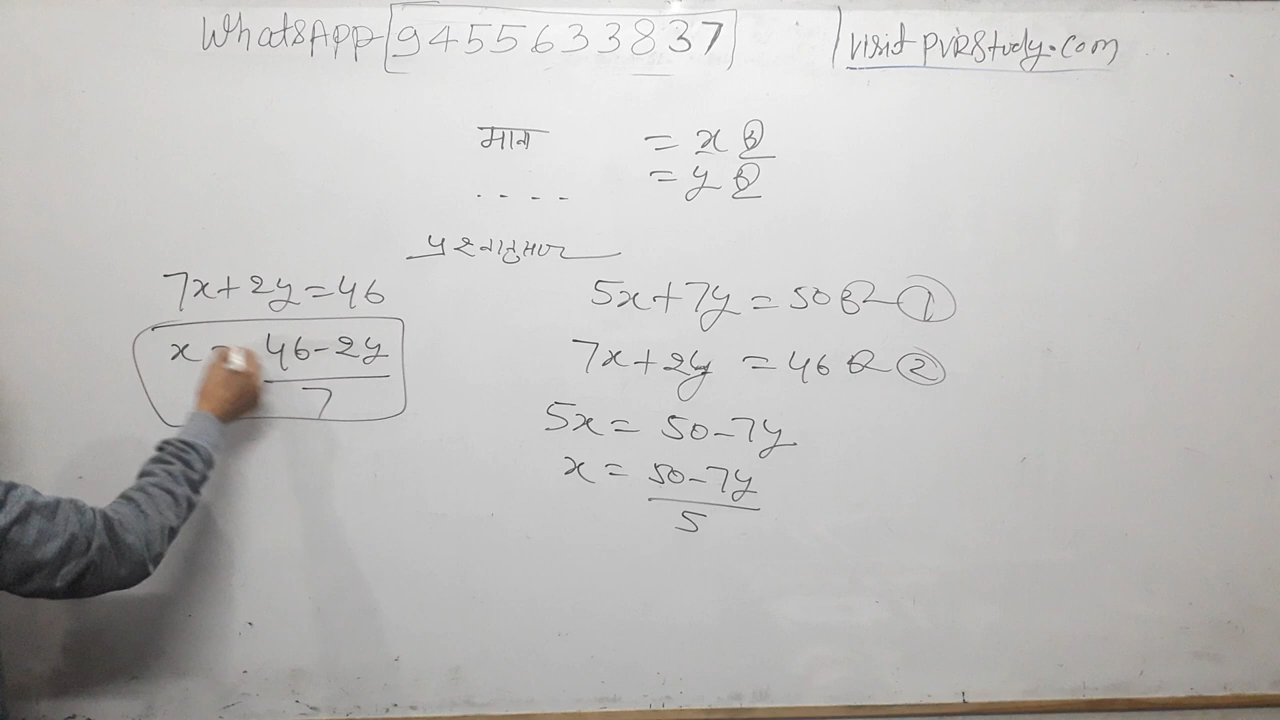 WhatsApp 9455633837
visit PVRStudy.com
माना = x रु
= y रु
....
प्रश्नानुसार
7x+2y=46
x = 46-2y
7
5x+7y = 50 ①
7x+2y = 46 ②
5x = 50-7y
x = 50-7y
5